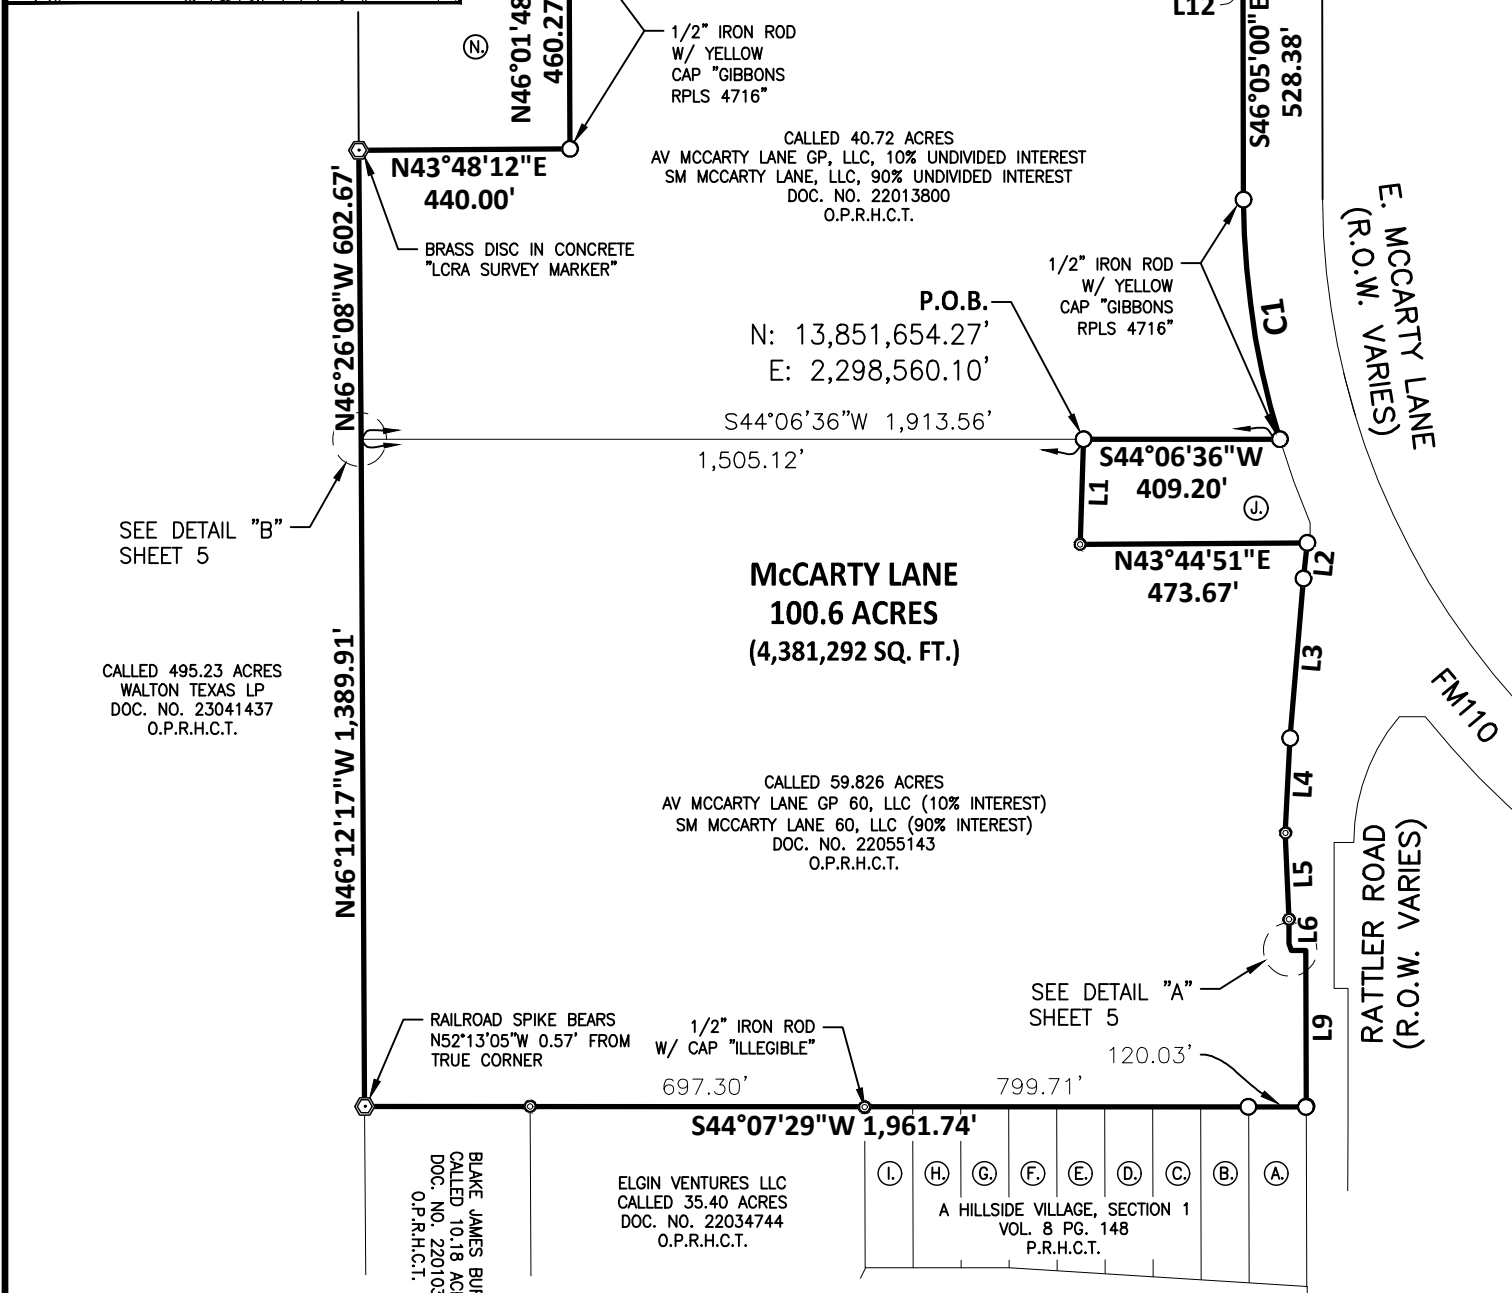 L12
S46°05'00"E
528.38'
N46°01'48
460.27
N.
1/2" IRON ROD
W/ YELLOW
CAP "GIBBONS
RPLS 4716"
N43°48'12"E
440.00'
CALLED 40.72 ACRES
AV MCCARTY LANE GP, LLC, 10% UNDIVIDED INTEREST
SM MCCARTY LANE, LLC, 90% UNDIVIDED INTEREST
DOC. NO. 22013800
O.P.R.H.C.T.
E. MCCARTY LANE
(R.O.W. VARIES)
N46°26'08"W 602.67'
BRASS DISC IN CONCRETE
"LCRA SURVEY MARKER"
1/2" IRON ROD
W/ YELLOW
CAP "GIBBONS
RPLS 4716"
C1
P.O.B.
N: 13,851,654.27'
E: 2,298,560.10'
S44°06'36"W 1,913.56'
1,505.12'
S44°06'36"W
409.20'
L1
J.
SEE DETAIL "B"
SHEET 5
N43°44'51"E
473.67'
L2
McCARTY LANE
100.6 ACRES
(4,381,292 SQ. FT.)
L3
CALLED 495.23 ACRES
WALTON TEXAS LP
DOC. NO. 23041437
O.P.R.H.C.T.
N46°12'17"W 1,389.91'
FM110
L4
CALLED 59.826 ACRES
AV MCCARTY LANE GP 60, LLC (10% INTEREST)
SM MCCARTY LANE 60, LLC (90% INTEREST)
DOC. NO. 22055143
O.P.R.H.C.T.
L5
L6
RATTLER ROAD
(R.O.W. VARIES)
SEE DETAIL "A"
SHEET 5
L9
RAILROAD SPIKE BEARS
N52°13'05"W 0.57' FROM
TRUE CORNER
1/2" IRON ROD
W/ CAP "ILLEGIBLE"
120.03'
697.30'
799.71'
S44°07'29"W 1,961.74'
BLAKE JAMES BU
CALLED 10.18 AC
DOC. NO. 22010
O.P.R.H.C.T.
ELGIN VENTURES LLC
CALLED 35.40 ACRES
DOC. NO. 22034744
O.P.R.H.C.T.
I.
H.
G.
F.
E.
D.
C.
B.
A.
A HILLSIDE VILLAGE, SECTION 1
VOL. 8 PG. 148
P.R.H.C.T.